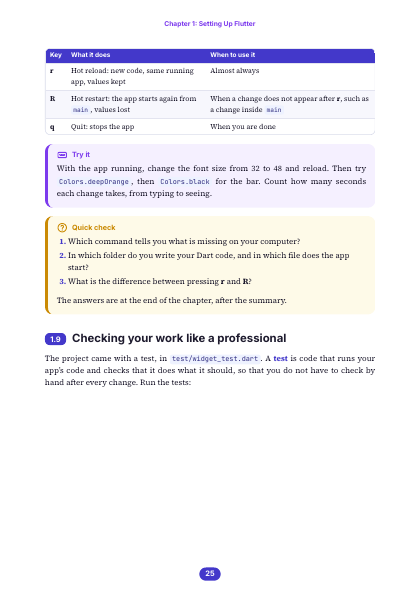 Chapter 1: Setting Up Flutter
Key What it does When to use it
r Hot reload: new code, same running Almost always
app, values kept
R Hot restart: the app starts again from When a change does not appear after r, such as
main , values lost a change inside main
q Quit: stops the app When you are done
Try it
With the app running, change the font size from 32 to 48 and reload. Then try
Colors.deepOrange , then Colors.black for the bar. Count how many seconds
each change takes, from typing to seeing.
Quick check
1. Which command tells you what is missing on your computer?
2. In which folder do you write your Dart code, and in which file does the app
start?
3. What is the difference between pressing r and R?
The answers are at the end of the chapter, after the summary.
1.9 Checking your work like a professional
The project came with a test, in test/widget_test.dart . A test is code that runs your
app's code and checks that it does what it should, so that you do not have to check by
hand after every change. Run the tests:
25